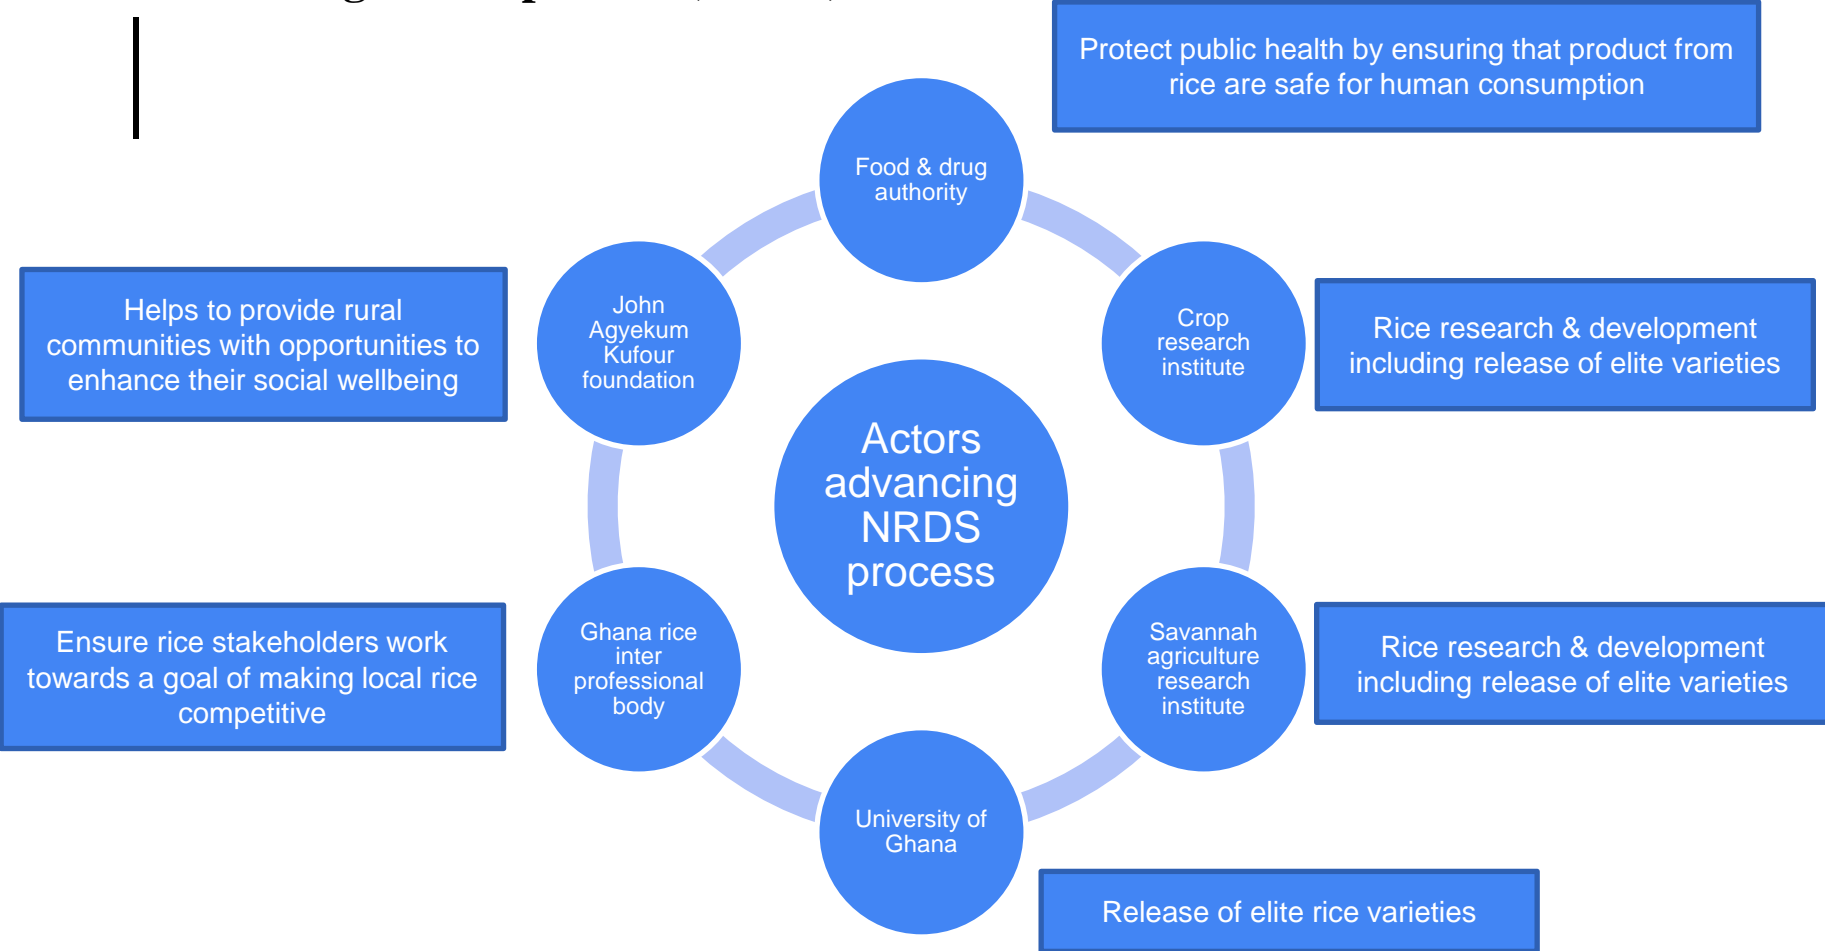 Protect public health by ensuring that product from
rice are safe for human consumption
Food & drug
authority
John
Agyekum
Kufour
foundation
Helps to provide rural
communities with opportunities to
enhance their social wellbeing
Crop
research
institute
Rice research & development
including release of elite varieties
Actors
advancing
NRDS
process
Ghana rice
inter
professional
body
Ensure rice stakeholders work
towards a goal of making local rice
competitive
Savannah
agriculture
research
institute
Rice research & development
including release of elite varieties
University of
Ghana
Release of elite rice varieties